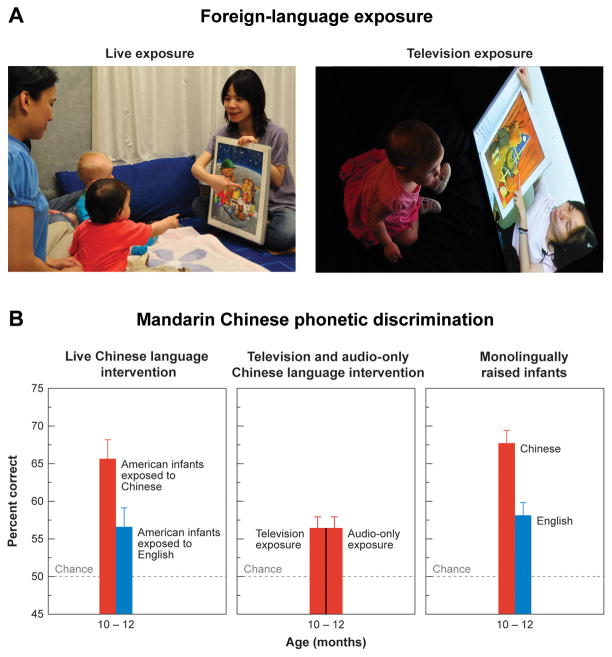 A
Foreign-language exposure
Live exposure
Television exposure
B
Mandarin Chinese phonetic discrimination
Live Chinese language
intervention
Television and audio-only
Chinese language intervention
Monolingually
raised infants
Percent correct
75
70
65
60
55
50
45
American infants
exposed to
Chinese
American infants
exposed to
English
Chance
10 – 12
Television
exposure
Audio-only
exposure
Chance
10 – 12
Chinese
English
Chance
10 – 12
Age (months)